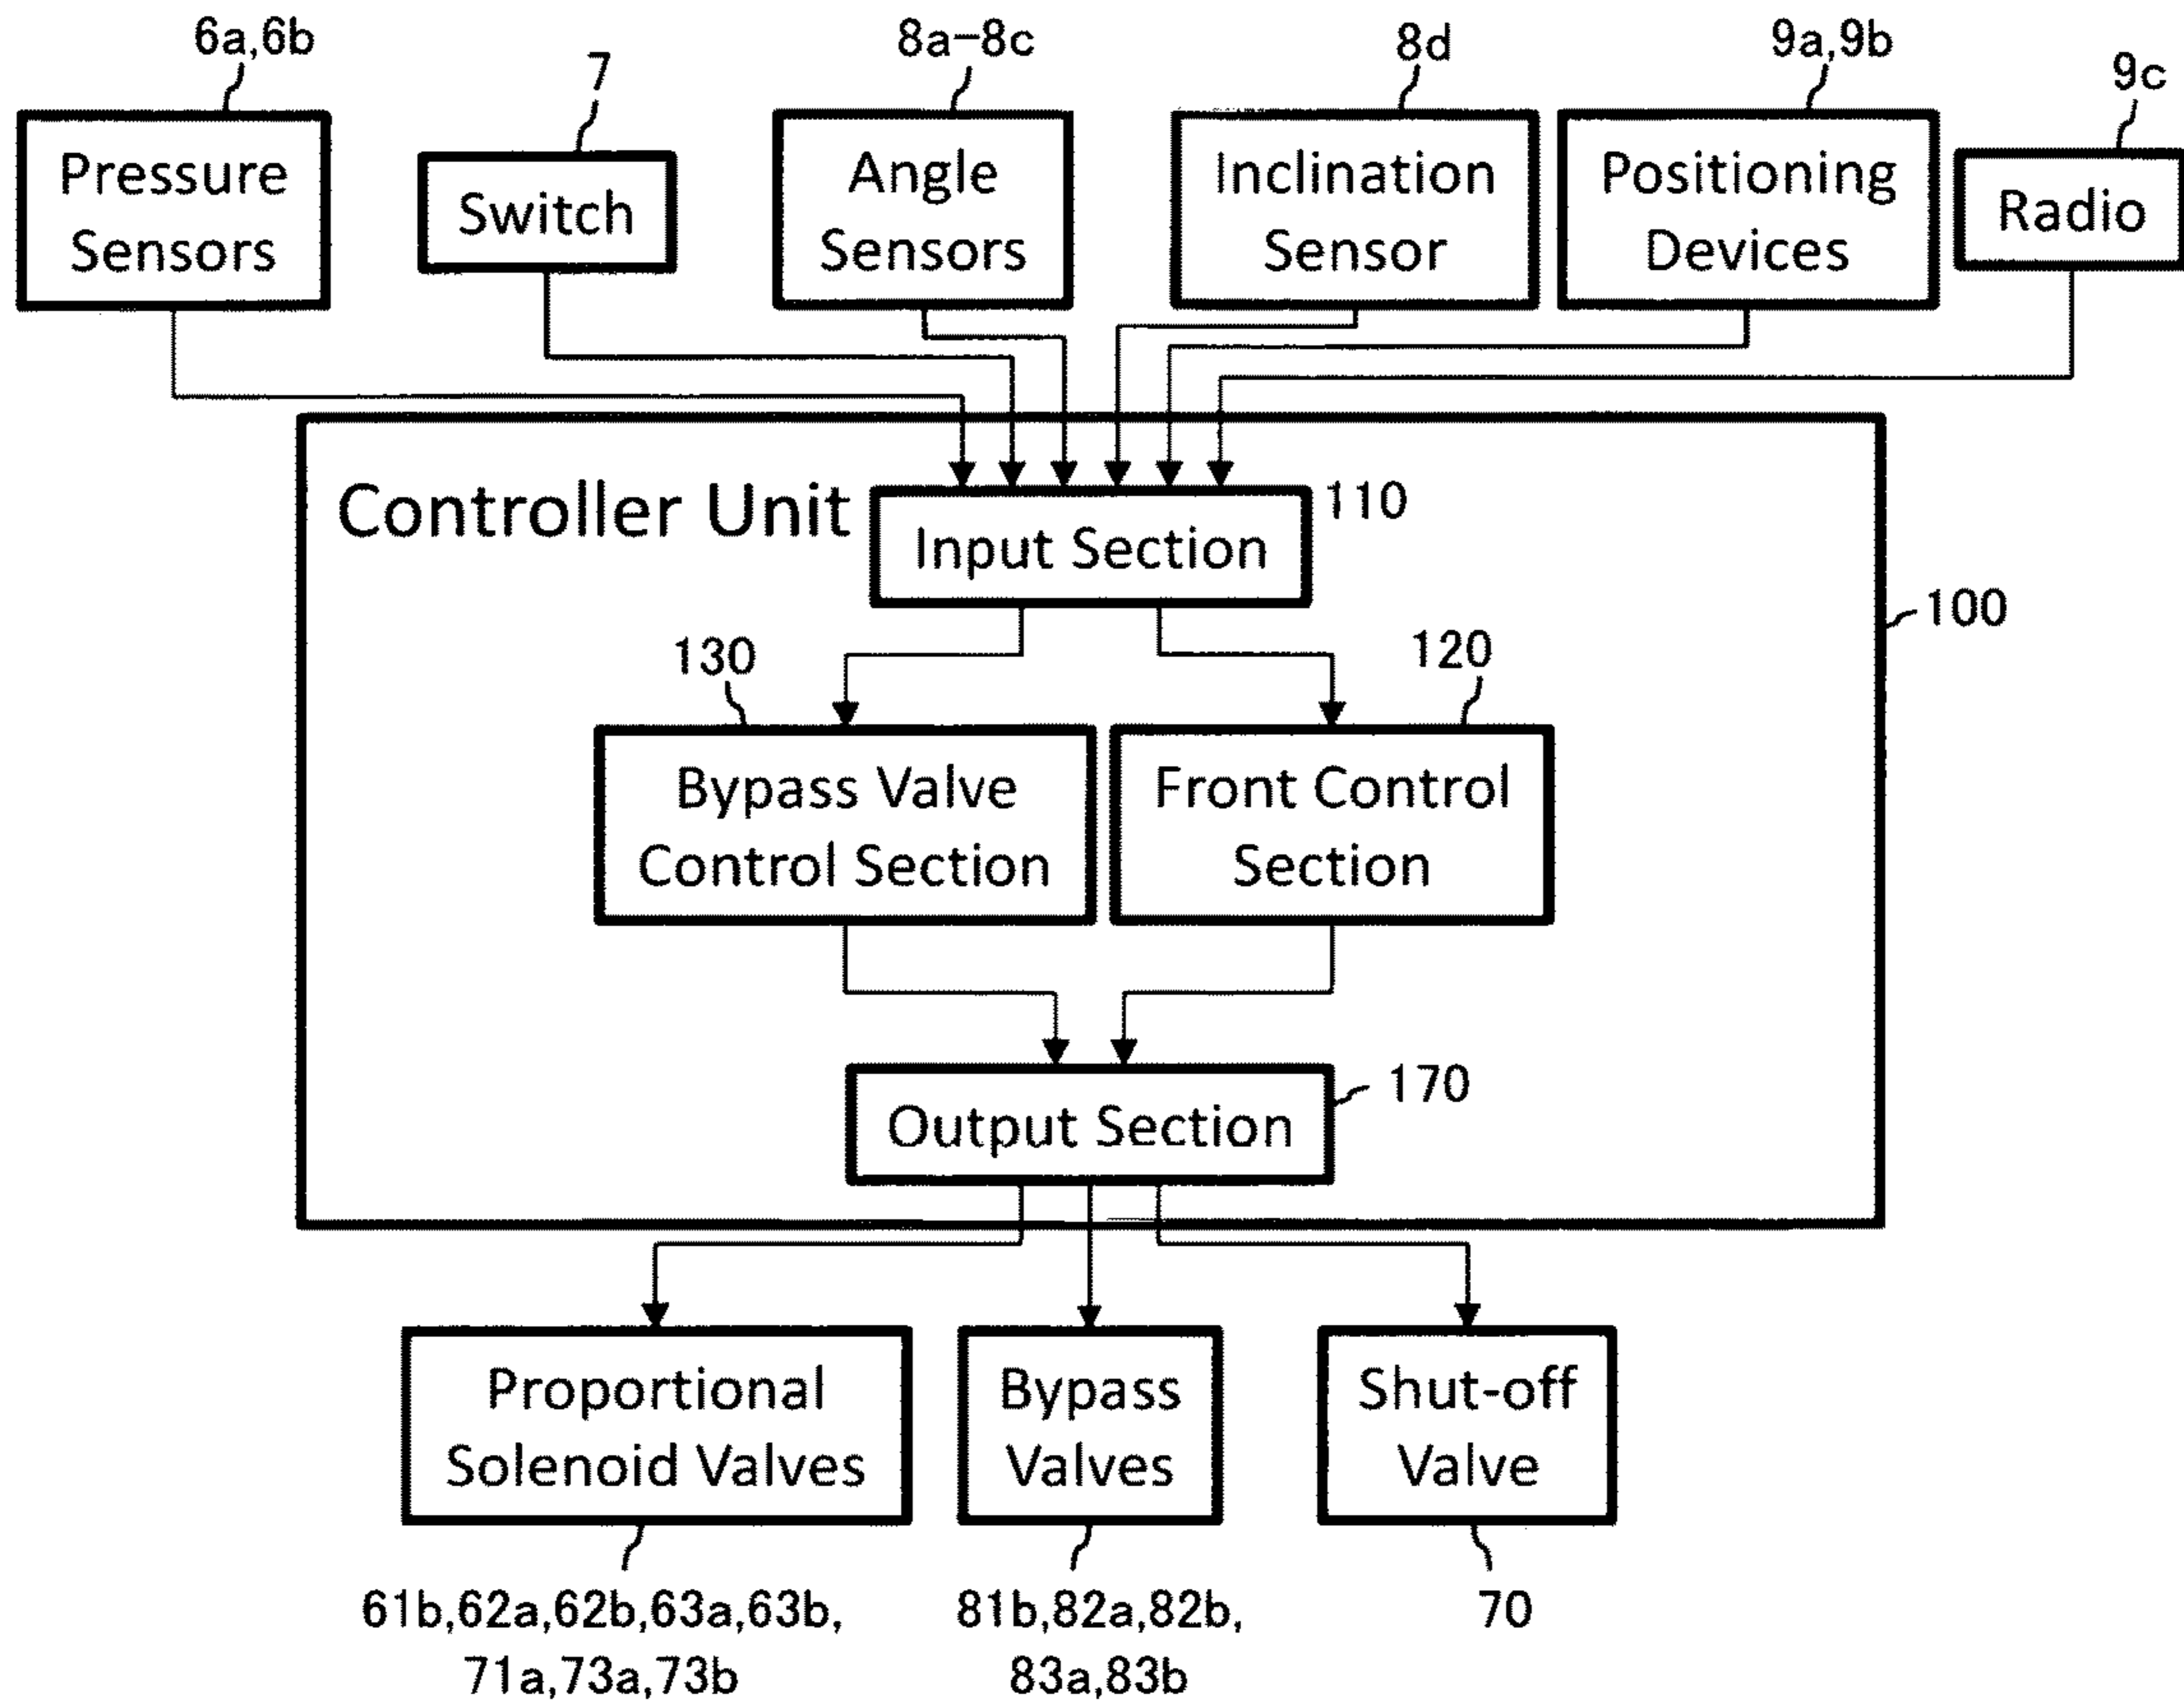 6a,6b
7
8a-8c
8d
9a,9b
9c
Pressure
Sensors
Switch
Angle
Sensors
Inclination
Sensor
Positioning
Devices
Radio
Controller Unit
Input Section
110
100
130
120
Bypass Valve
Control Section
Front Control
Section
Output Section
170
Proportional
Solenoid Valves
Bypass
Valves
Shut-off
Valve
61b,62a,62b,63a,63b,
71a,73a,73b
81b,82a,82b,
83a,83b
70